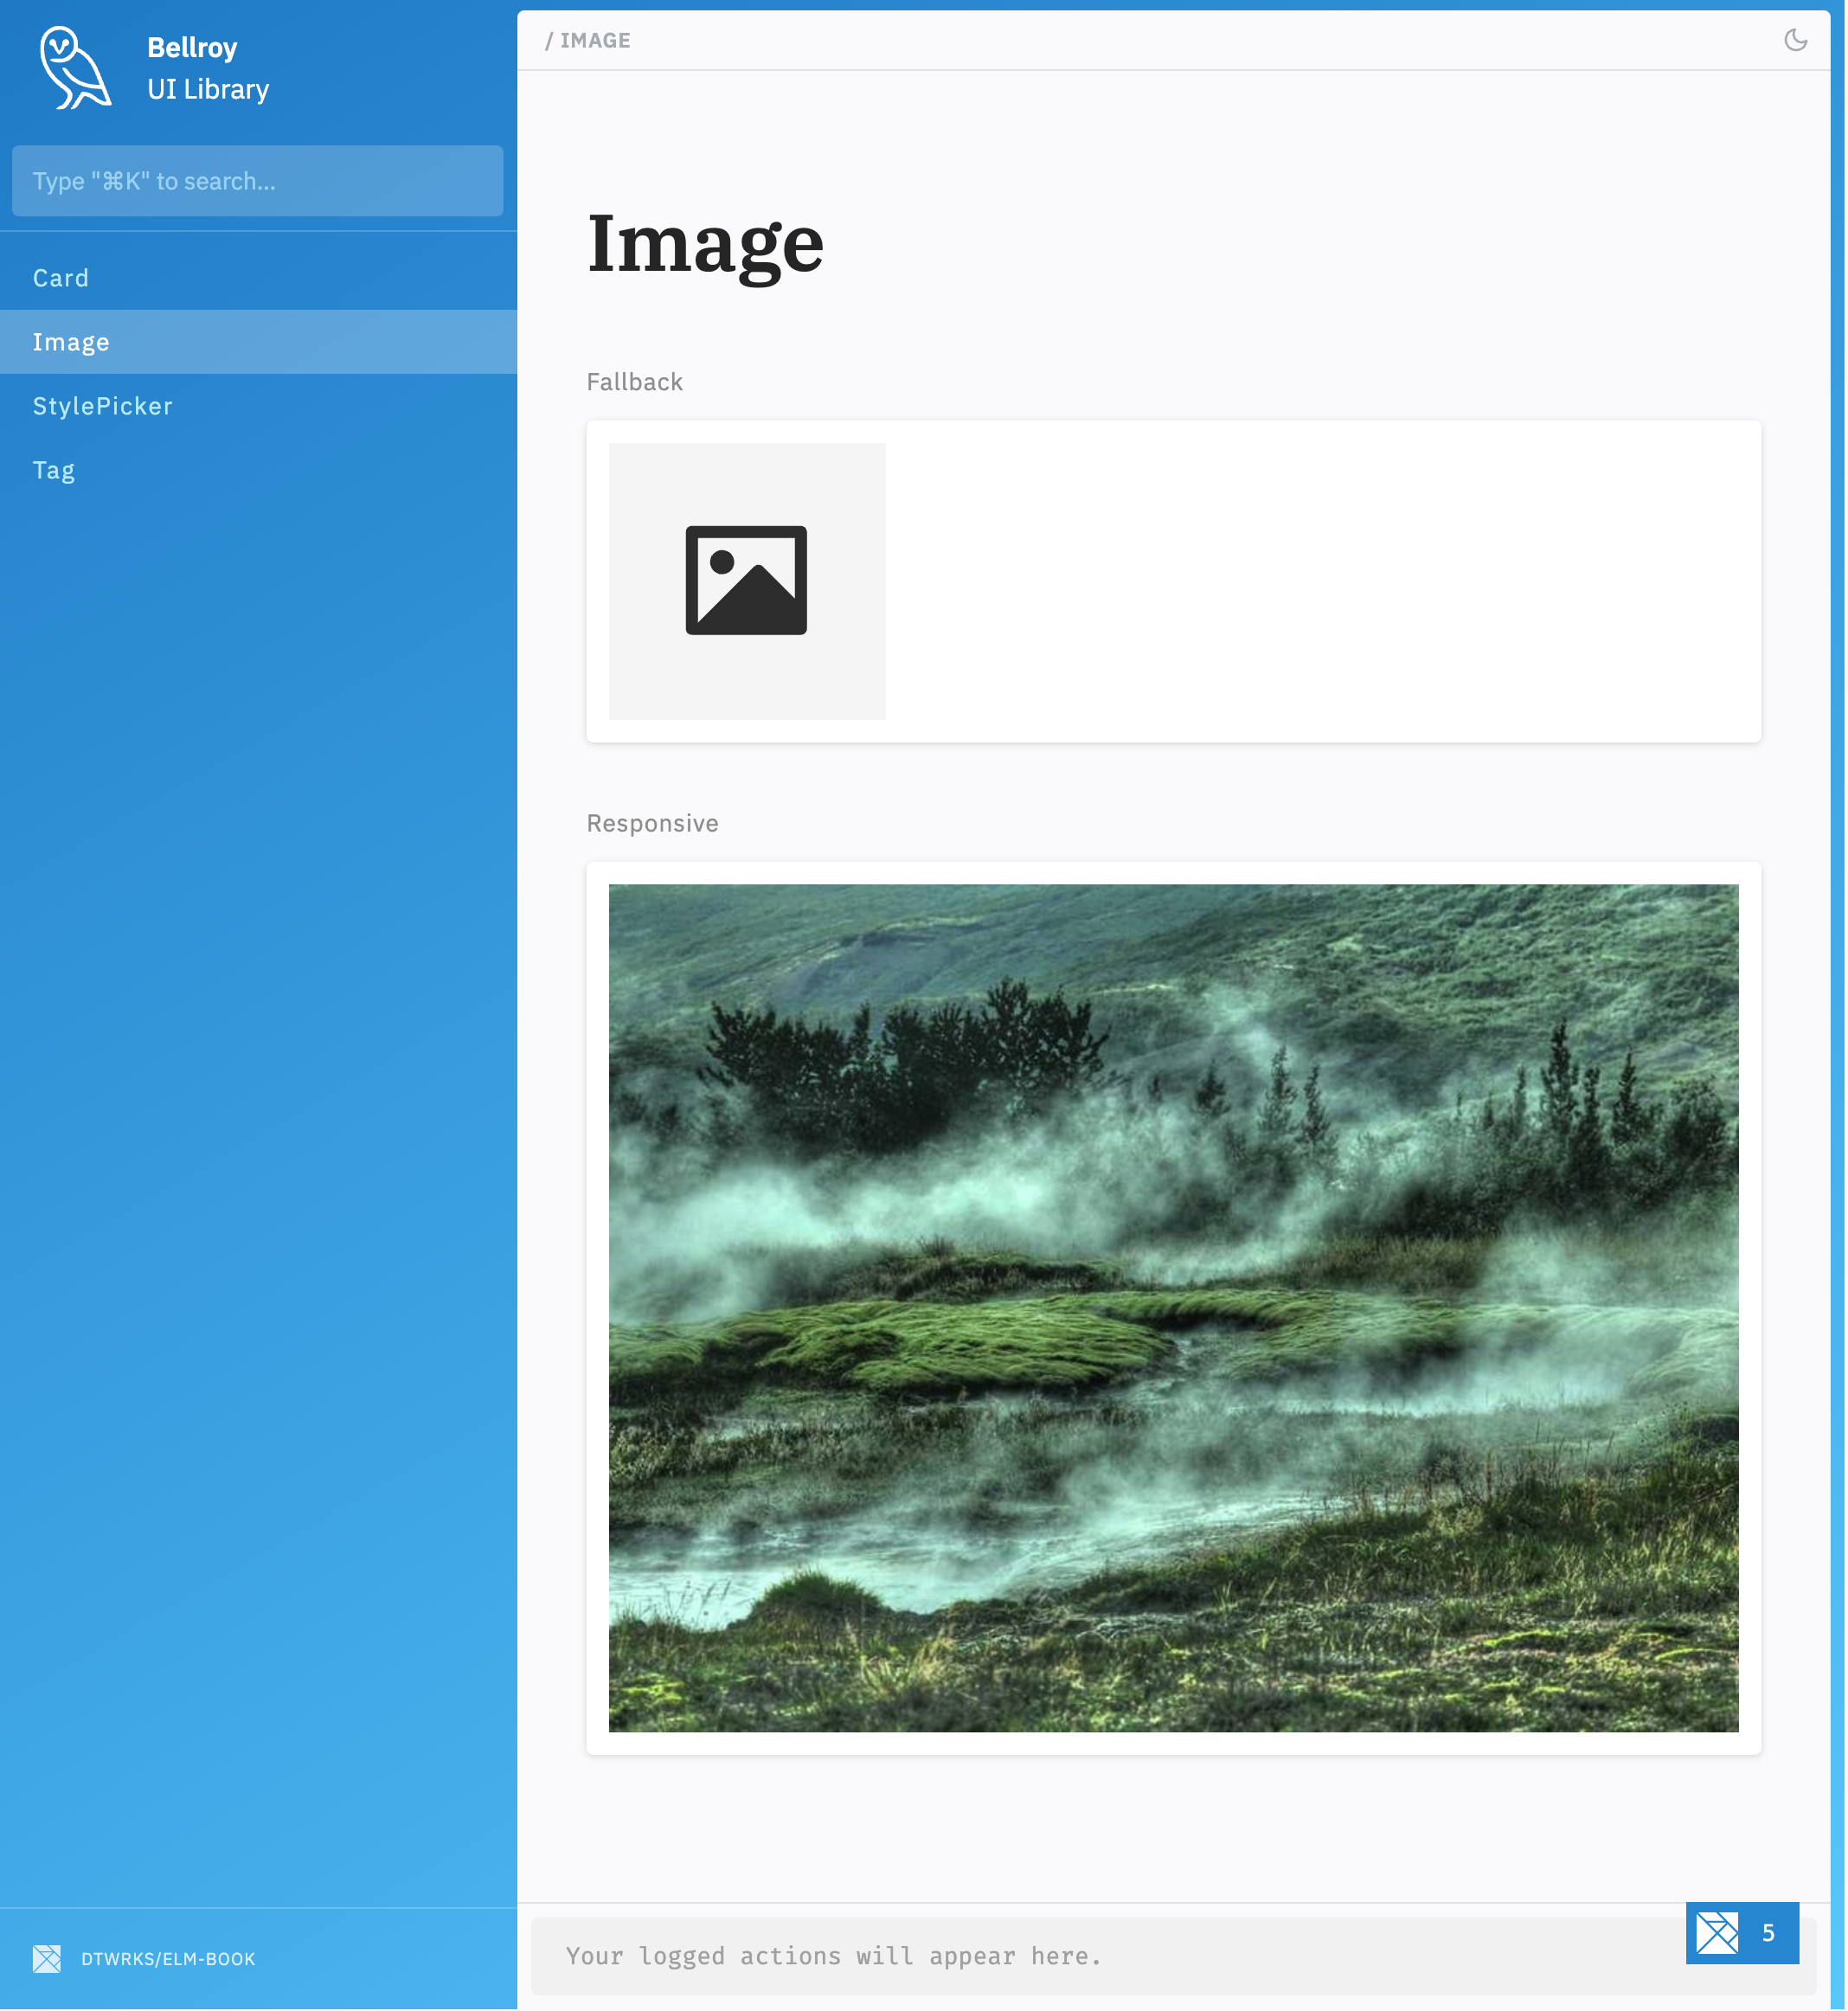 Bellroy
UI Library
Type "⌘K" to search...
Card
Image
StylePicker
Tag
DTWRKS/ELM-BOOK
/ IMAGE
Image
Fallback
Responsive
Your logged actions will appear here.
5